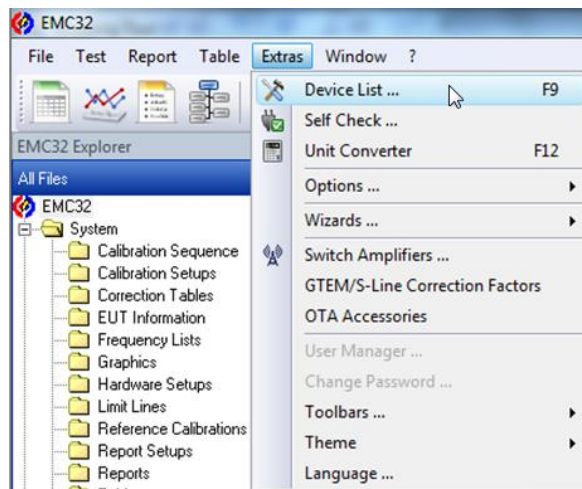 EMC32
File Test Report Table Extras Window ?
EMC32 Explorer
All Files
EMC32
System
Calibration Sequence
Calibration Setups
Correction Tables
EUT Information
Frequency Lists
Graphics
Hardware Setups
Limit Lines
Reference Calibrations
Report Setups
Reports
Device List ... F9
Self Check ...
Unit Converter F12
Options ...
Wizards ...
Switch Amplifiers ...
GTEM/S-Line Correction Factors
OTA Accessories
User Manager ...
Change Password ...
Toolbars ...
Theme
Language ...